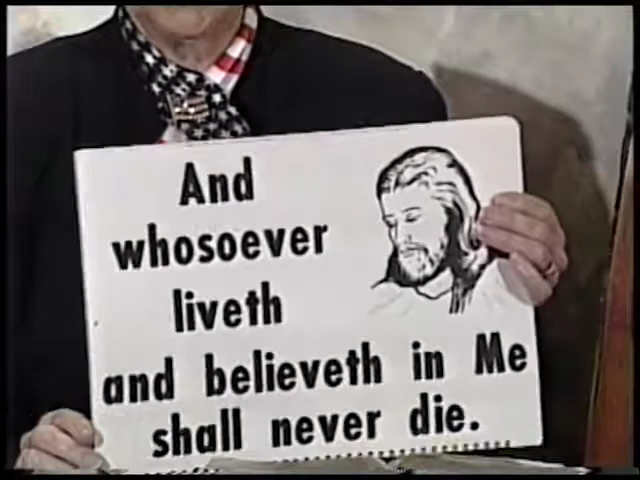 And
whosoever
liveth
and believeth in Me
shall never die.